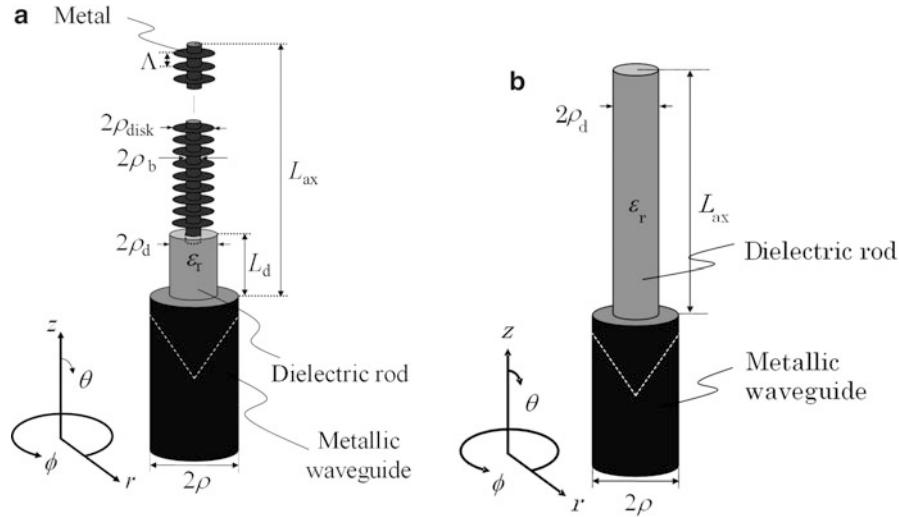 a
Metal
Λ
2ρdisk
2ρb
Lax
2ρd
εr
Ld
z
θ
ϕ
r
Dielectric rod
Metallic
waveguide
2ρ
b
2ρd
εr
Lax
Dielectric rod
z
θ
ϕ
r
Metallic
waveguide
2ρ